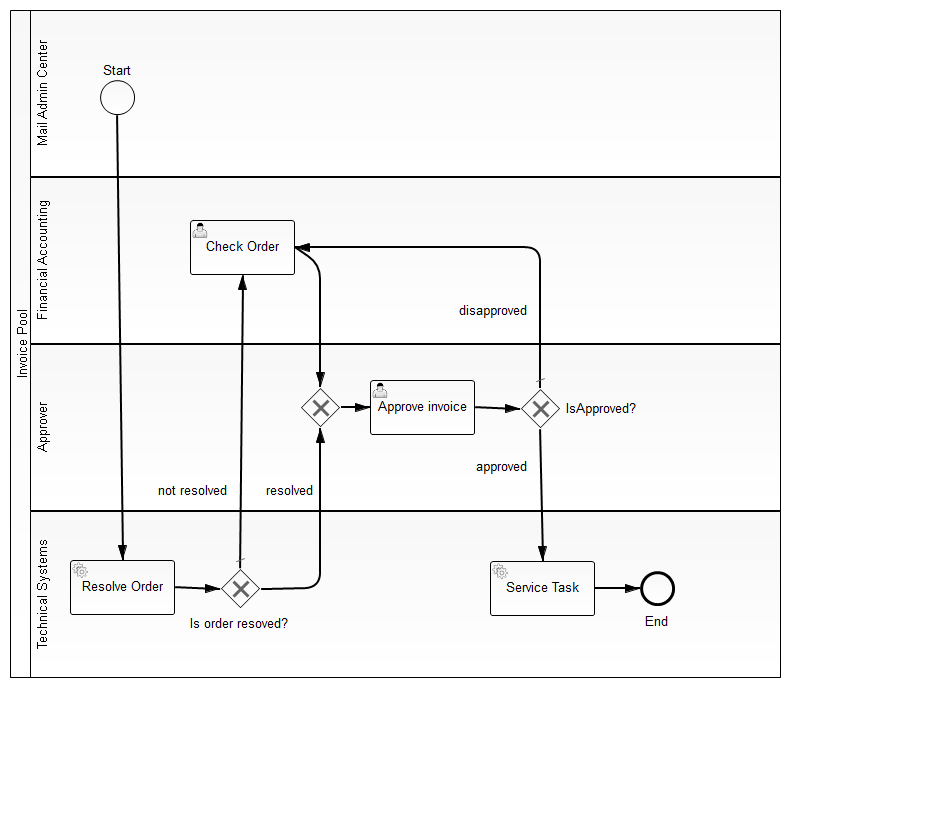 Invoice Pool
Mail Admin Center
Start
Financial Accounting
Check Order
disapproved
Approver
Approve invoice
IsApproved?
approved
not resolved
resolved
Technical Systems
Resolve Order
Is order resoved?
Service Task
End